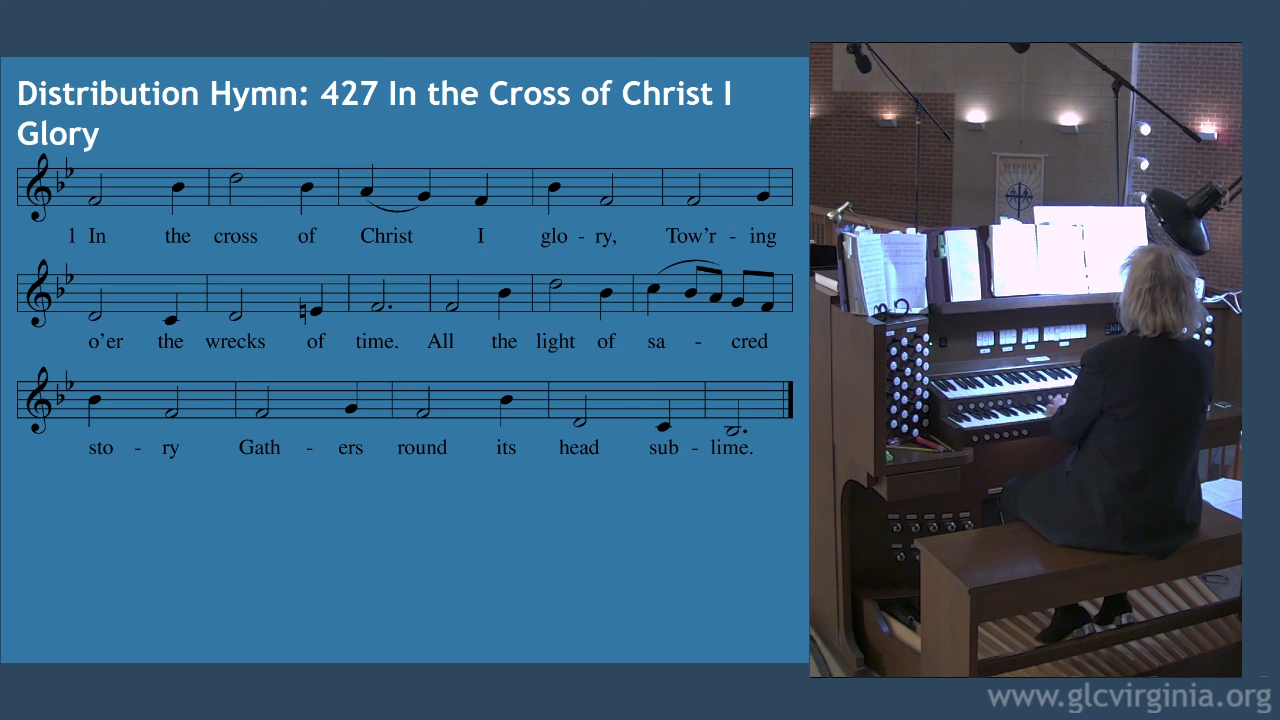 Distribution Hymn: 427 In the Cross of Christ I
Glory
1 In the cross of Christ I glo - ry, Tow'r - ing
o'er the wrecks of time. All the light of sa - cred
sto - ry Gath - ers round its head sub - lime.
www.glcvirginia.org